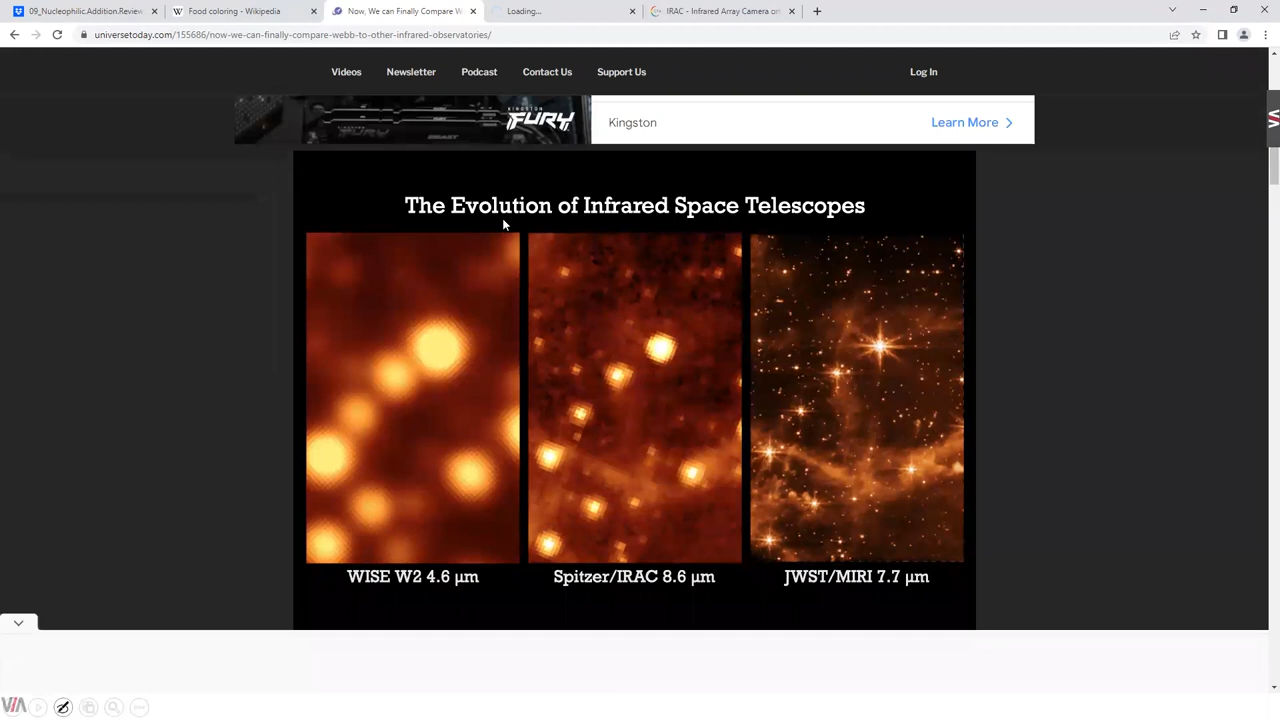 09_Nucleophilic.Addition.Review
Food coloring - Wikipedia
Now, We can Finally Compare W
Loading...
IRAC - Infrared Array Camera on
universetoday.com/155686/now-we-can-finally-compare-webb-to-other-infrared-observatories/
Videos
Newsletter
Podcast
Contact Us
Support Us
Log In
KINGSTON
FURY
Kingston
Learn More
The Evolution of Infrared Space Telescopes
WISE W2 4.6 µm
Spitzer/IRAC 8.6 µm
JWST/MIRI 7.7 µm
VIA